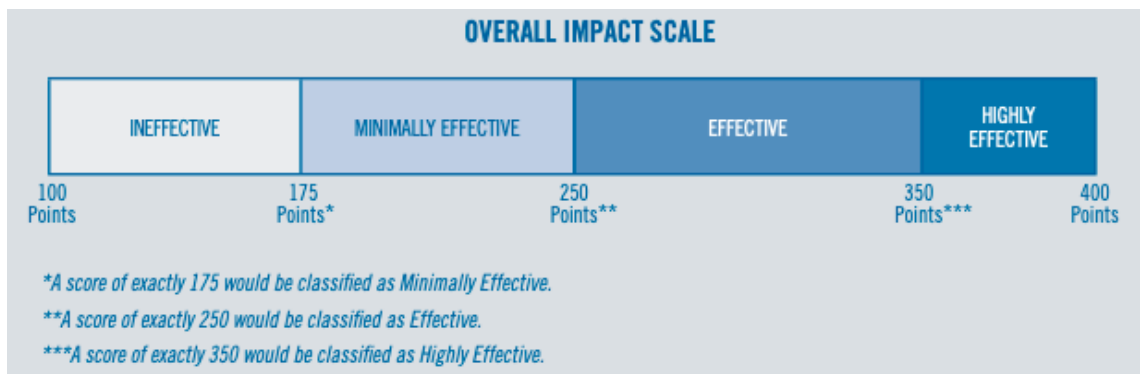 OVERALL IMPACT SCALE
INEFFECTIVE
MINIMALLY EFFECTIVE
EFFECTIVE
HIGHLY
EFFECTIVE
100
Points
175
Points*
250
Points**
350
Points***
400
Points
*A score of exactly 175 would be classified as Minimally Effective.
**A score of exactly 250 would be classified as Effective.
***A score of exactly 350 would be classified as Highly Effective.